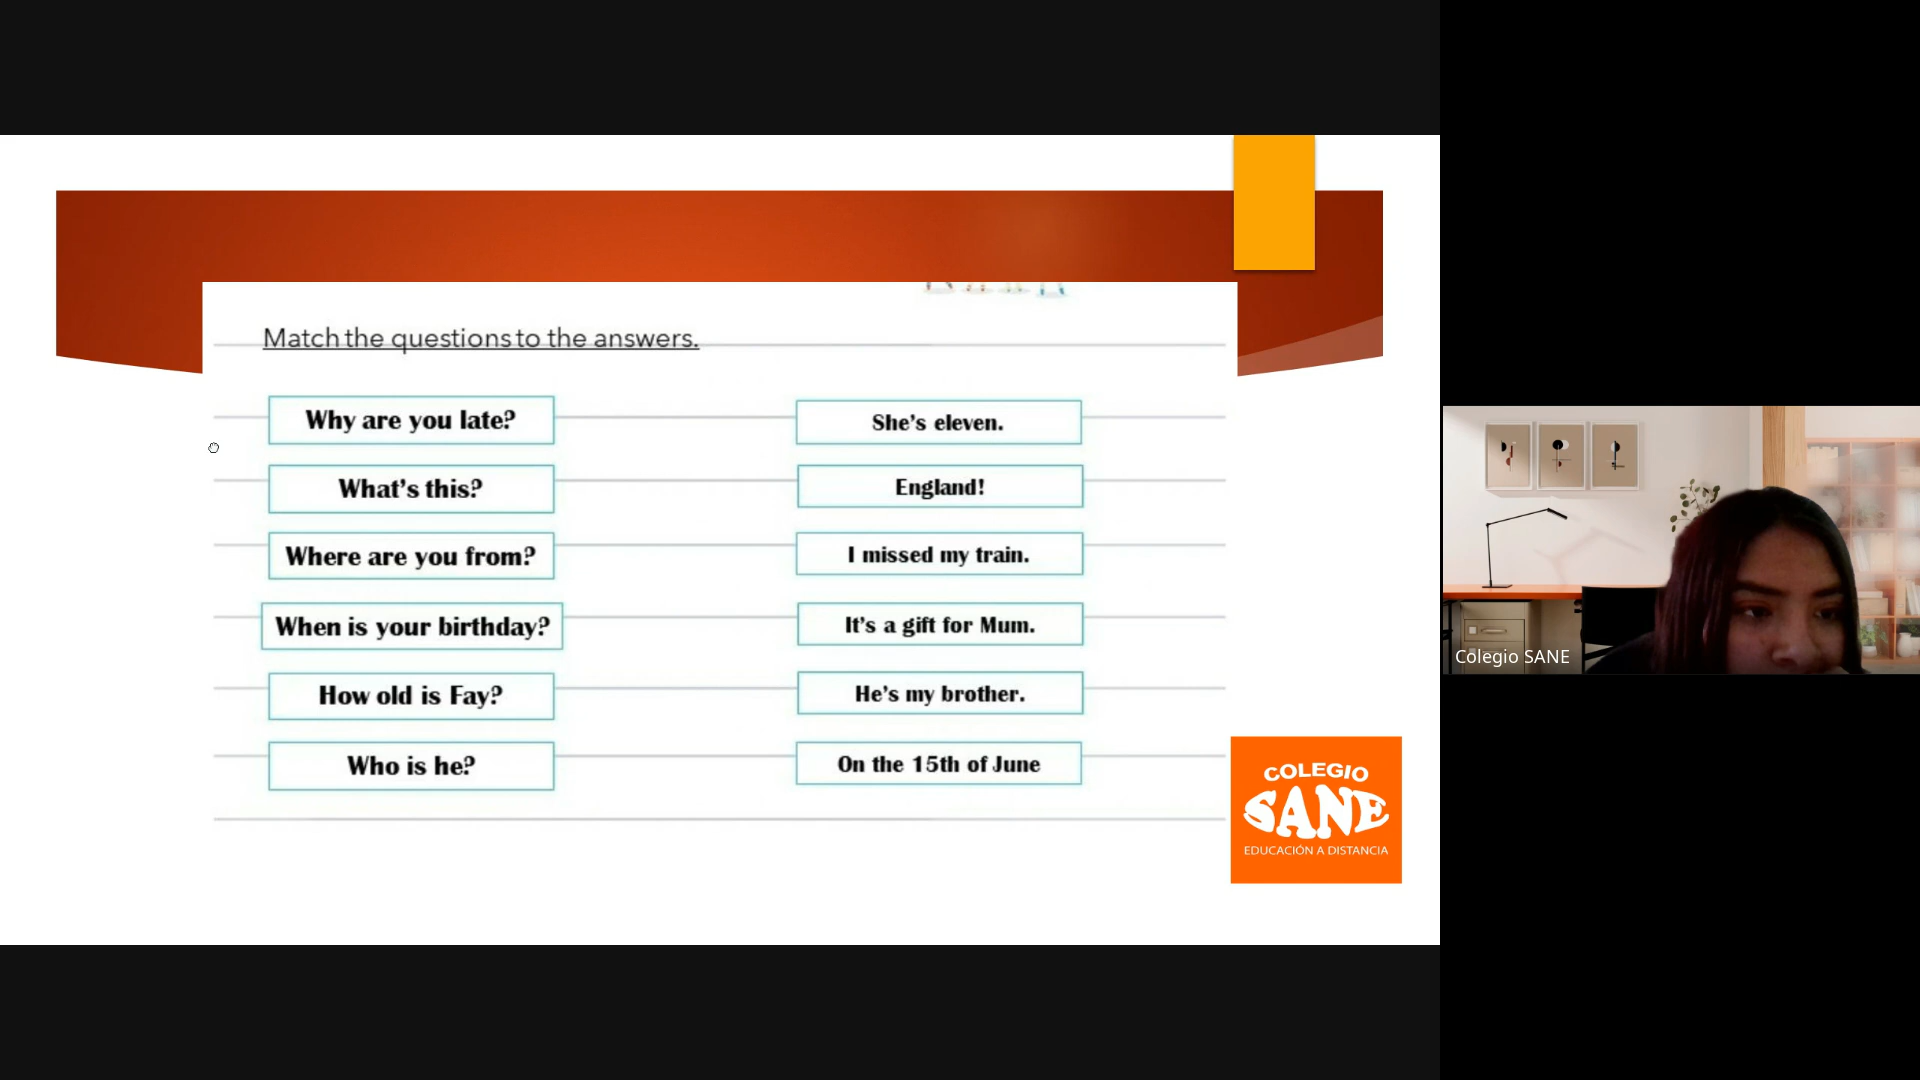 Match the questions to the answers.
Why are you late?
She's eleven.
What's this?
England!
Where are you from?
I missed my train.
When is your birthday?
It's a gift for Mum.
How old is Fay?
He's my brother.
Who is he?
On the 15th of June
COLEGIO
SANE
EDUCACIÓN A DISTANCIA
Colegio SANE